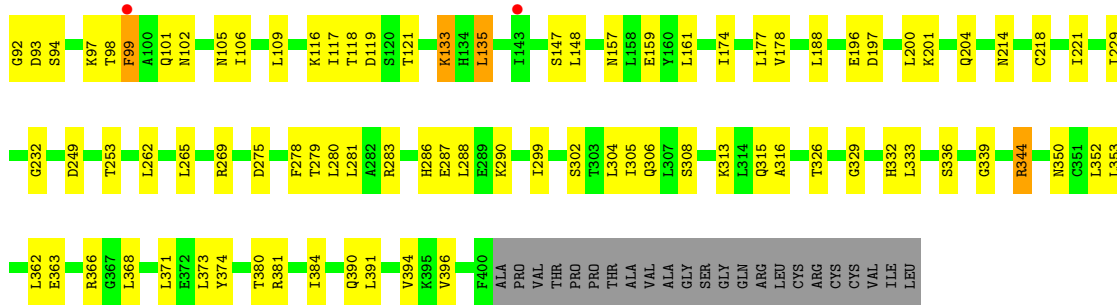 G92 D93 S94 K97 T98 F99 A100 Q101 N102 N105 I106 L109 K116 I117 T118 D119 S120 T121 K133 H134 L135 I143 S147 L148 N157 L158 E159 Y160 L161 I174 L177 V178 L188 E196 D197 L200 K201 Q204 N214 C218 I221
G232 D249 T253 L262 L265 R269 D275 F278 T279 L280 L281 A282 R283 H286 E287 L288 E289 K290 I299 S302 T303 L304 I305 Q306 L307 S308 K313 L314 Q315 A316 T326 G329 H332 L333 S336 G339 R344 N350 C351 L352
L362 E363 R366 G367 L368 L371 E372 L373 Y374 T380 R381 I384 Q390 L391 V394 K395 V396 F400 ALA PRO VAL THR PRO PRO THR ALA VAL ALA GLY SER GLY GLN ARG LEU CYS ARG CYS CYS VAL ILE LEU